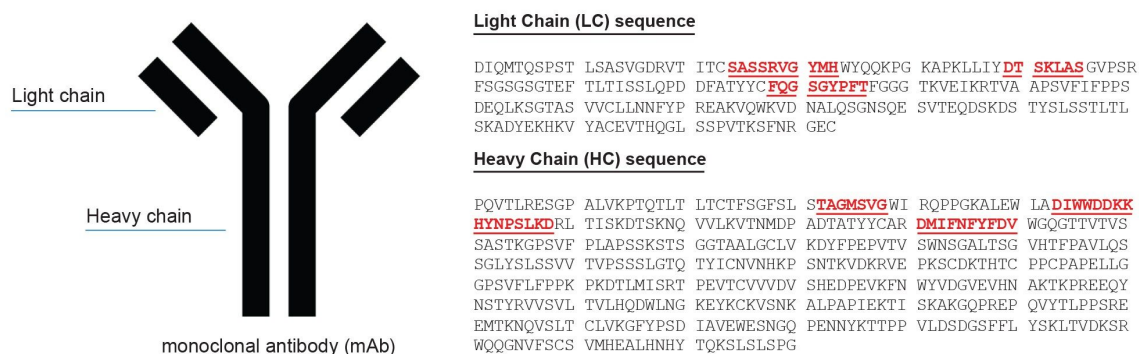 Light chain
Heavy chain
monoclonal antibody (mAb)
Light Chain (LC) sequence
DIQMTQSPST LSASVGDRVT ITCSASSRVG YMHWYQQKPG KAPKLLIYDT SKLASGVPSR
FSGSGSGTEF TLTISSLQPD DFATYYCFQG SGYPFTFGGG TKVEIKRTVA APSVFIFPPS
DEQLKSGTAS VVCLLNNFYP REAKVQWKVD NALQSGNSQE SVTEQDSKDS TYSLSSTLTL
SKADYEKHKV YACEVTHQGL SSPVTKSFNR GEC
Heavy Chain (HC) sequence
PQVTLRESGP ALVKPTQTLT LTCTFSGFSL STAGMSVGWI RQPPGKALEW LADIWWDDKK
HYNPSLKDRL TISKDTSKNQ VVLKVTNMDP ADTATYYCAR DMIFNFYFDV WGQGTTVTVS
SASTKGPSVF PLAPSSKSTS GGTAALGCLV KDYFPEPVTV SWNSGALTSG VHTFPAVLQS
SGLYSLSSVV TVPSSSLGTQ TYICNVNHKP SNTKVDKRVE PKSCDKTHTC PPCPAPELLG
GPSVFLFPPK PKDTLMISRT PEVTCVVVDV SHEDPEVKFN WYVDGVEVHN AKTKPREEQY
NSTYRVVSVL TVLHQDWLNG KEYKCKVSNK ALPAPIEKTI SKAKGQPREP QVYTLPPSRE
EMTKNQVSLT CLVKGFYPSD IAVEWESNGQ PENNYKTTPP VLDSDGSFFL YSKLTVDKSR
WQQGNVFSCS VMHEALHNHY TQKSLSLSPG